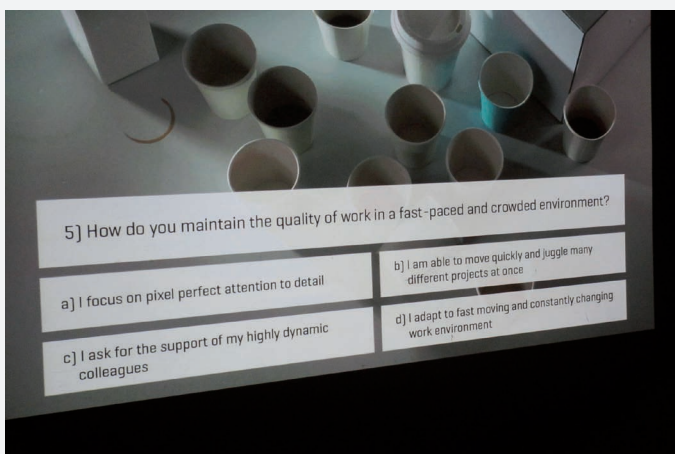 5] How do you maintain the quality of work in a fast-paced and crowded environment?
a] I focus on pixel perfect attention to detail
b] I am able to move quickly and juggle many
different projects at once
c] I ask for the support of my highly dynamic
colleagues
d] I adapt to fast moving and constantly changing
work environment